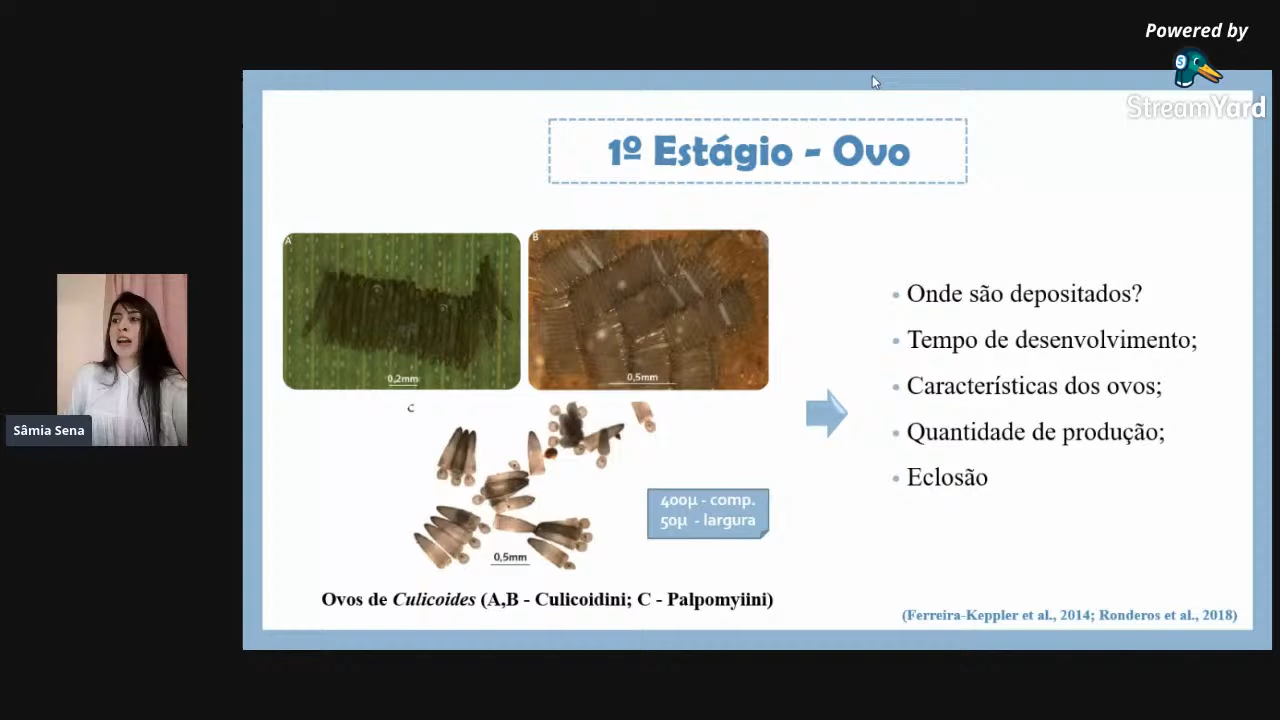 Powered by
StreamYard
1º Estágio - Ovo
A
B
0,2mm
0,5mm
C
400µ - comp.
50µ - largura
0,5mm
Ovos de Culicoides (A,B - Culicoidini; C - Palpomyiini)
• Onde são depositados?
• Tempo de desenvolvimento;
• Características dos ovos;
• Quantidade de produção;
• Eclosão
(Ferreira-Keppler et al., 2014; Ronderos et al., 2018)
Sâmia Sena